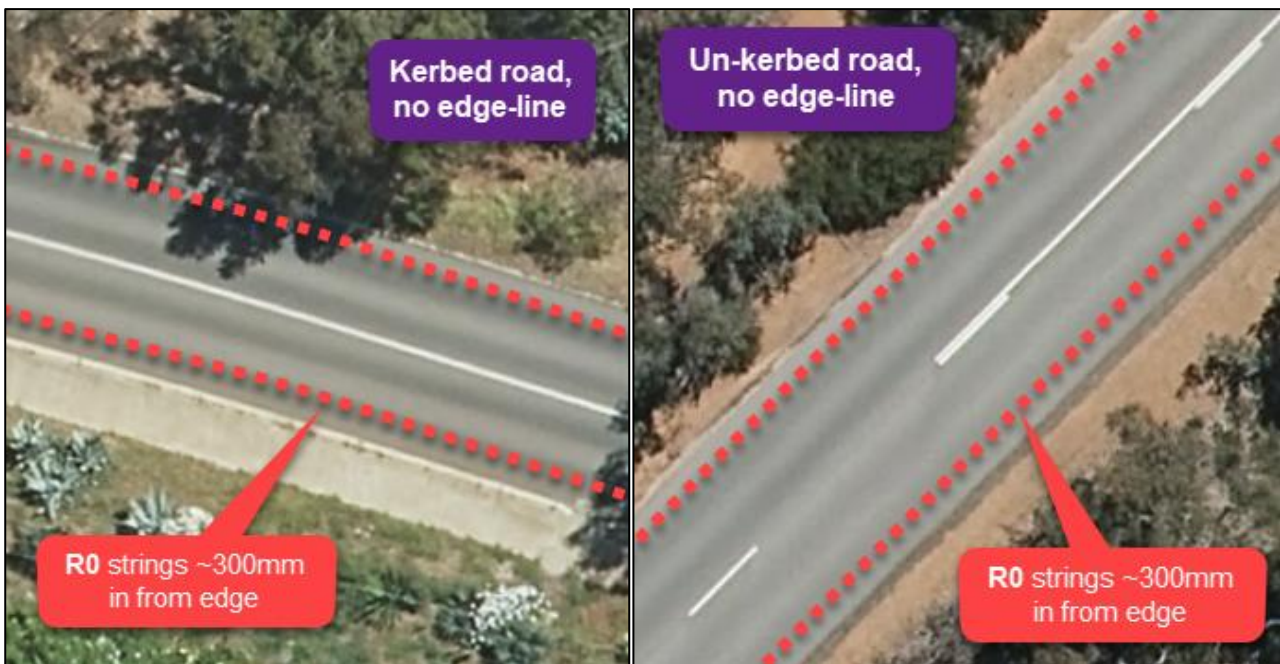 Kerbed road,
no edge-line
R0 strings ~300mm
in from edge
Un-kerbed road,
no edge-line
R0 strings ~300mm
in from edge